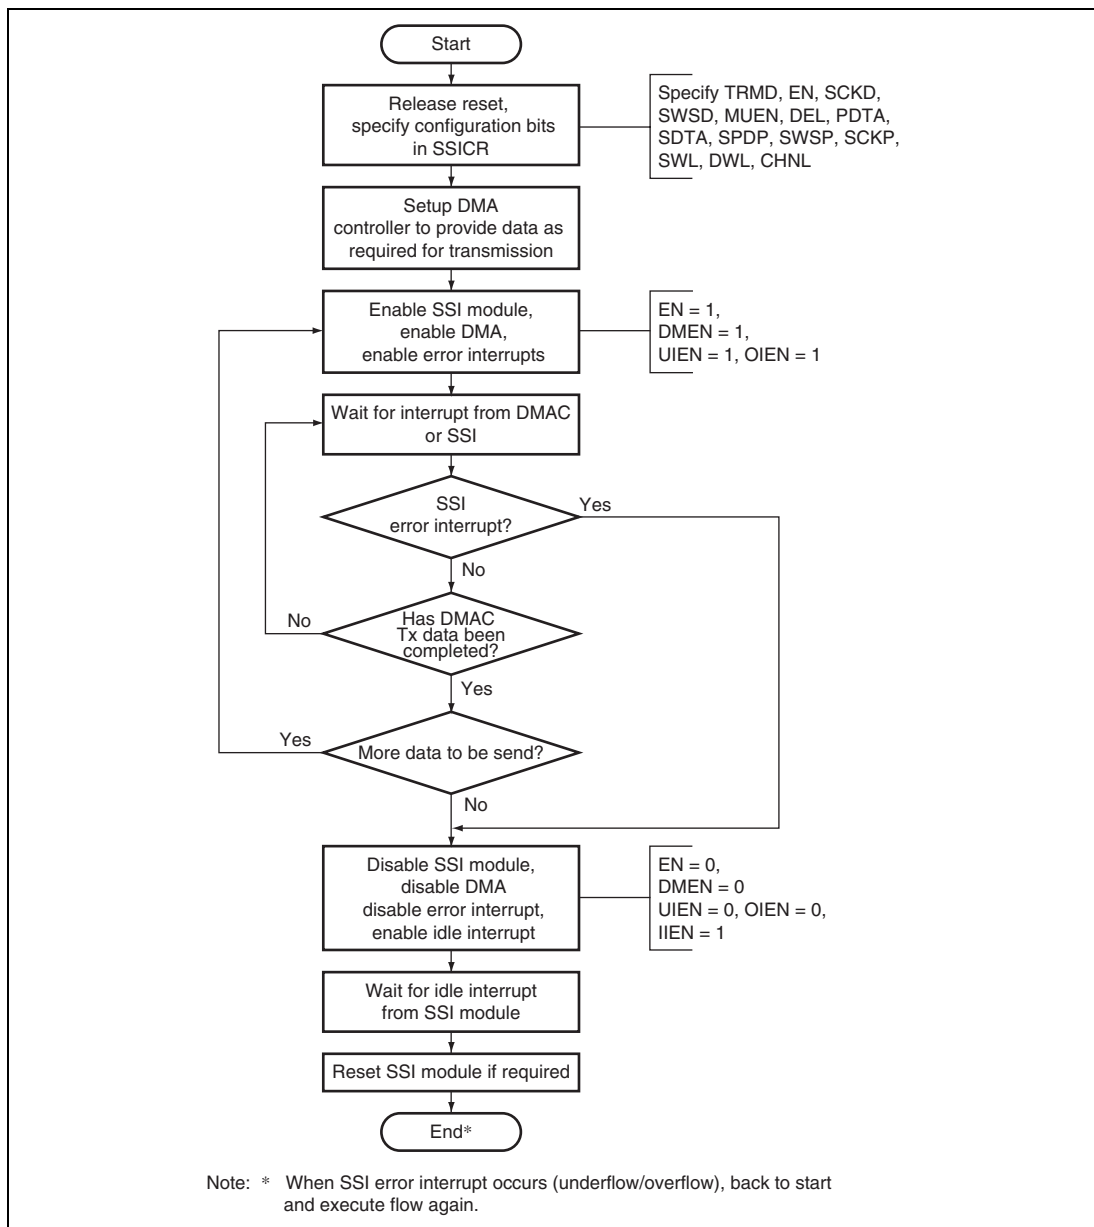 Start
Release reset,
specify configuration bits
in SSICR
Specify TRMD, EN, SCKD,
SWSD, MUEN, DEL, PDTA,
SDTA, SPDP, SWSP, SCKP,
SWL, DWL, CHNL
Setup DMA
controller to provide data as
required for transmission
Enable SSI module,
enable DMA,
enable error interrupts
EN = 1,
DMEN = 1,
UIEN = 1, OIEN = 1
Wait for interrupt from DMAC
or SSI
SSI
error interrupt?
Yes
No
Has DMAC
Tx data been
completed?
No
Yes
More data to be send?
Yes
No
Disable SSI module,
disable DMA
disable error interrupt,
enable idle interrupt
EN = 0,
DMEN = 0
UIEN = 0, OIEN = 0,
IIEN = 1
Wait for idle interrupt
from SSI module
Reset SSI module if required
End*
Note: * When SSI error interrupt occurs (underflow/overflow), back to start
and execute flow again.